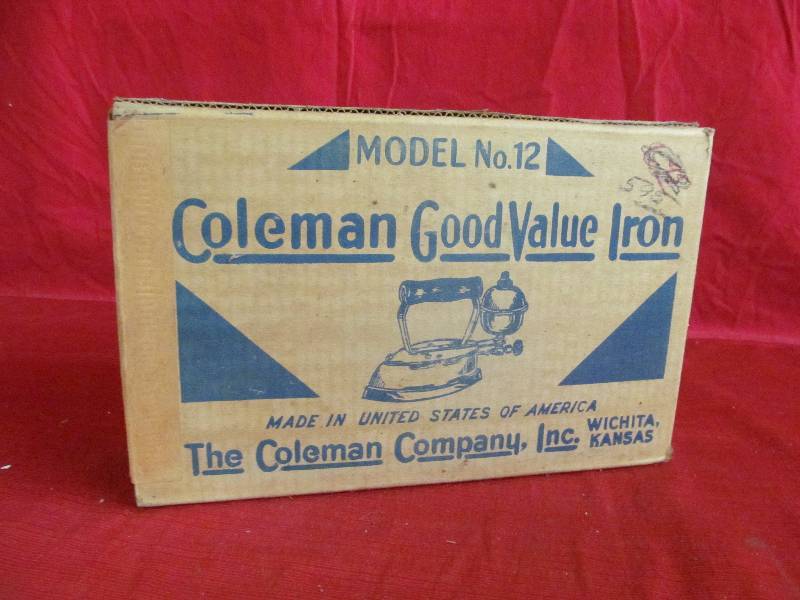 MODEL No. 12
Coleman Good Value Iron
MADE IN UNITED STATES OF AMERICA
The Coleman Company, Inc. WICHITA, KANSAS